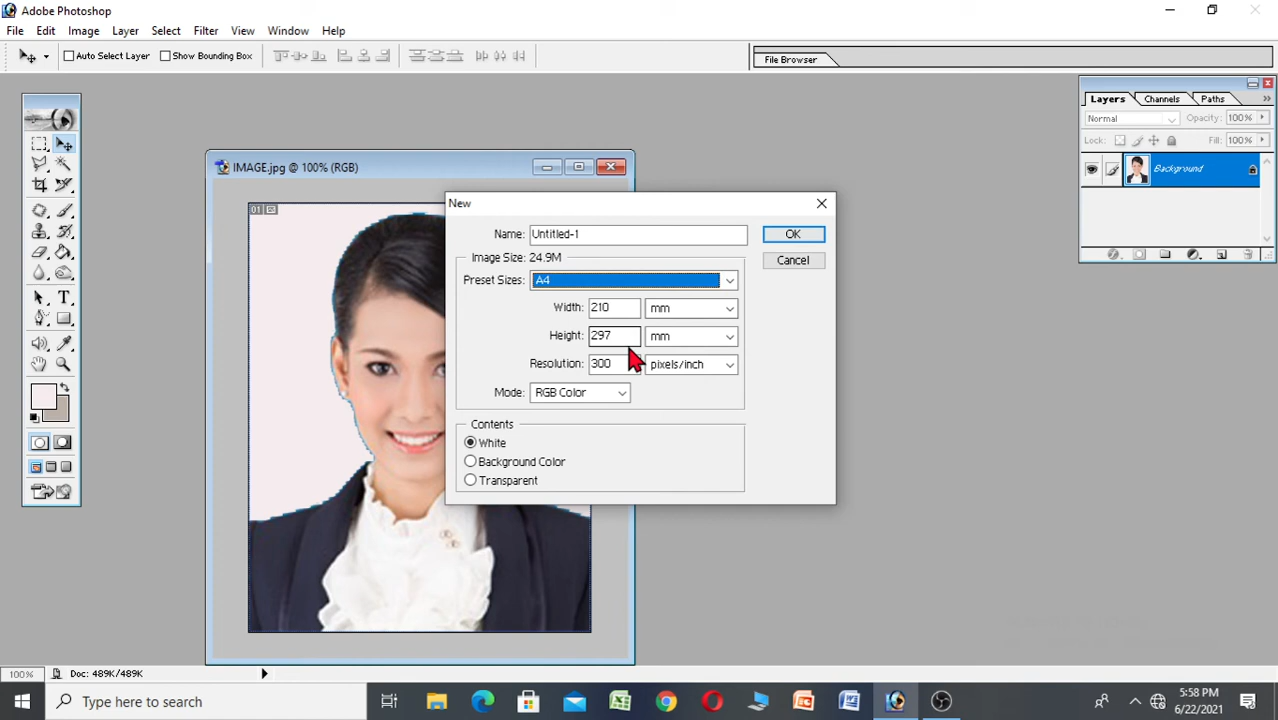 Adobe Photoshop
File Edit Image Layer Select Filter View Window Help
Auto Select Layer Show Bounding Box
File Browser
Layers Channels Paths
Normal Opacity: 100%
Lock: Fill: 100%
Background
IMAGE.jpg @ 100% (RGB)
01
New
Name: Untitled-1
OK
Image Size: 24.9M
Cancel
Preset Sizes: A4
Width: 210 mm
Height: 297 mm
Resolution: 300 pixels/inch
Mode: RGB Color
Contents
White
Background Color
Transparent
100% Doc: 489K/489K
Type here to search
5:58 PM
6/22/2021